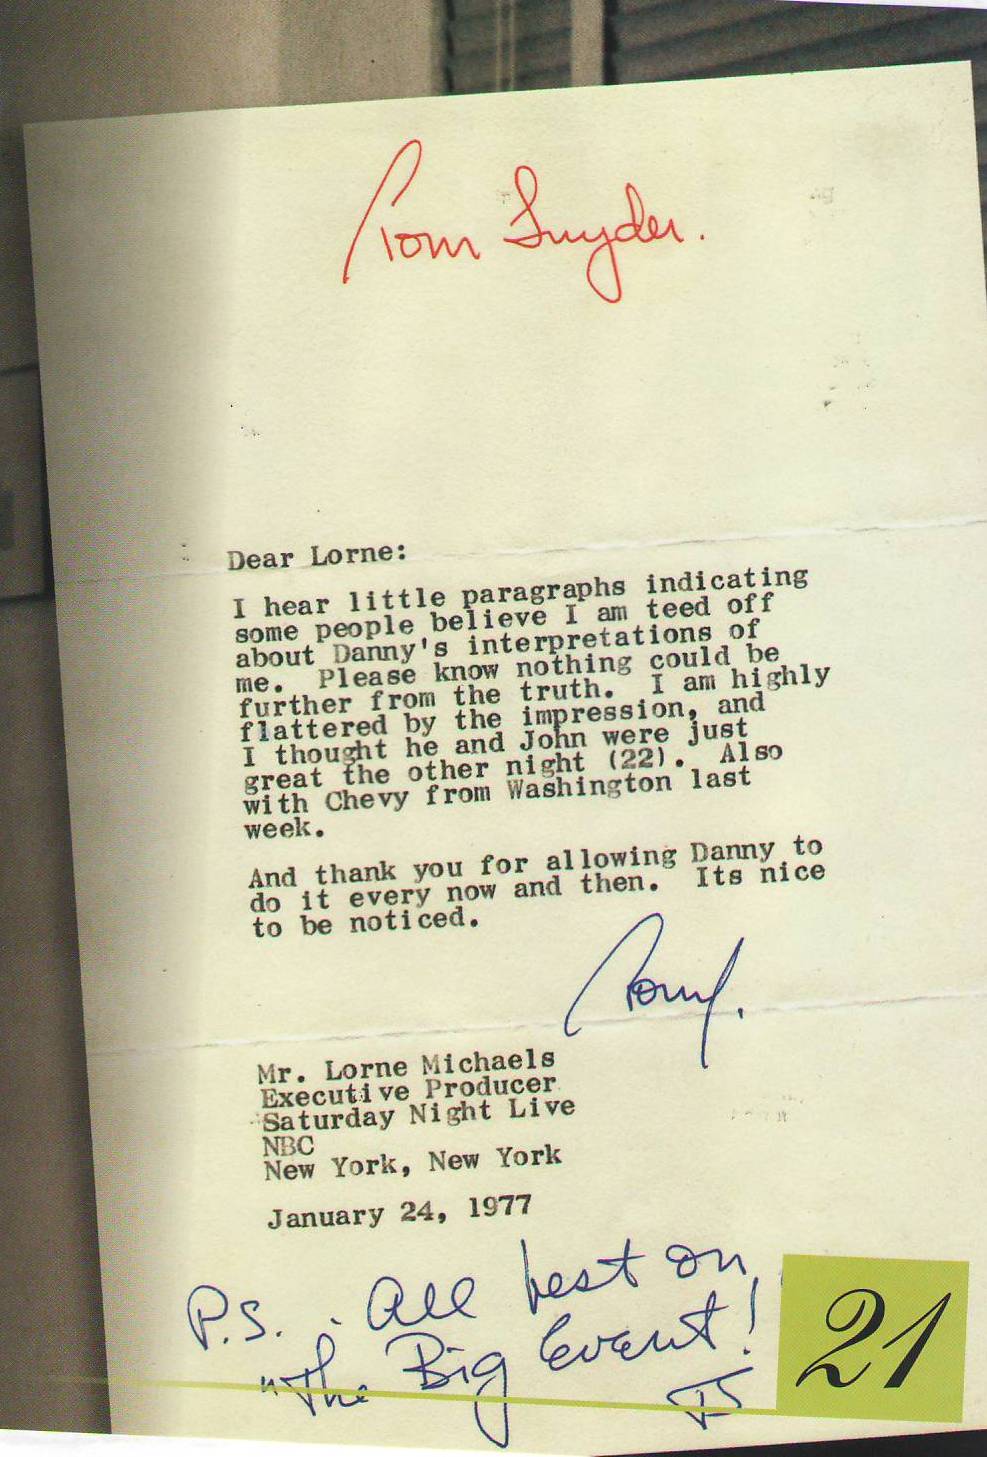 Tom Snyder.
Dear Lorne:
I hear little paragraphs indicating
some people believe I am teed off
about Danny's interpretations of
me.  Please know nothing could be
further from the truth.  I am highly
flattered by the impression, and
I thought he and John were just
great the other night (22).  Also
with Chevy from Washington last
week.
And thank you for allowing Danny to
do it every now and then.  Its nice
to be noticed.
Tom.
Mr. Lorne Michaels
Executive Producer
Saturday Night Live
NBC
New York, New York
January 24, 1977
P.S. . All best on
"The Big Event!
TS
21